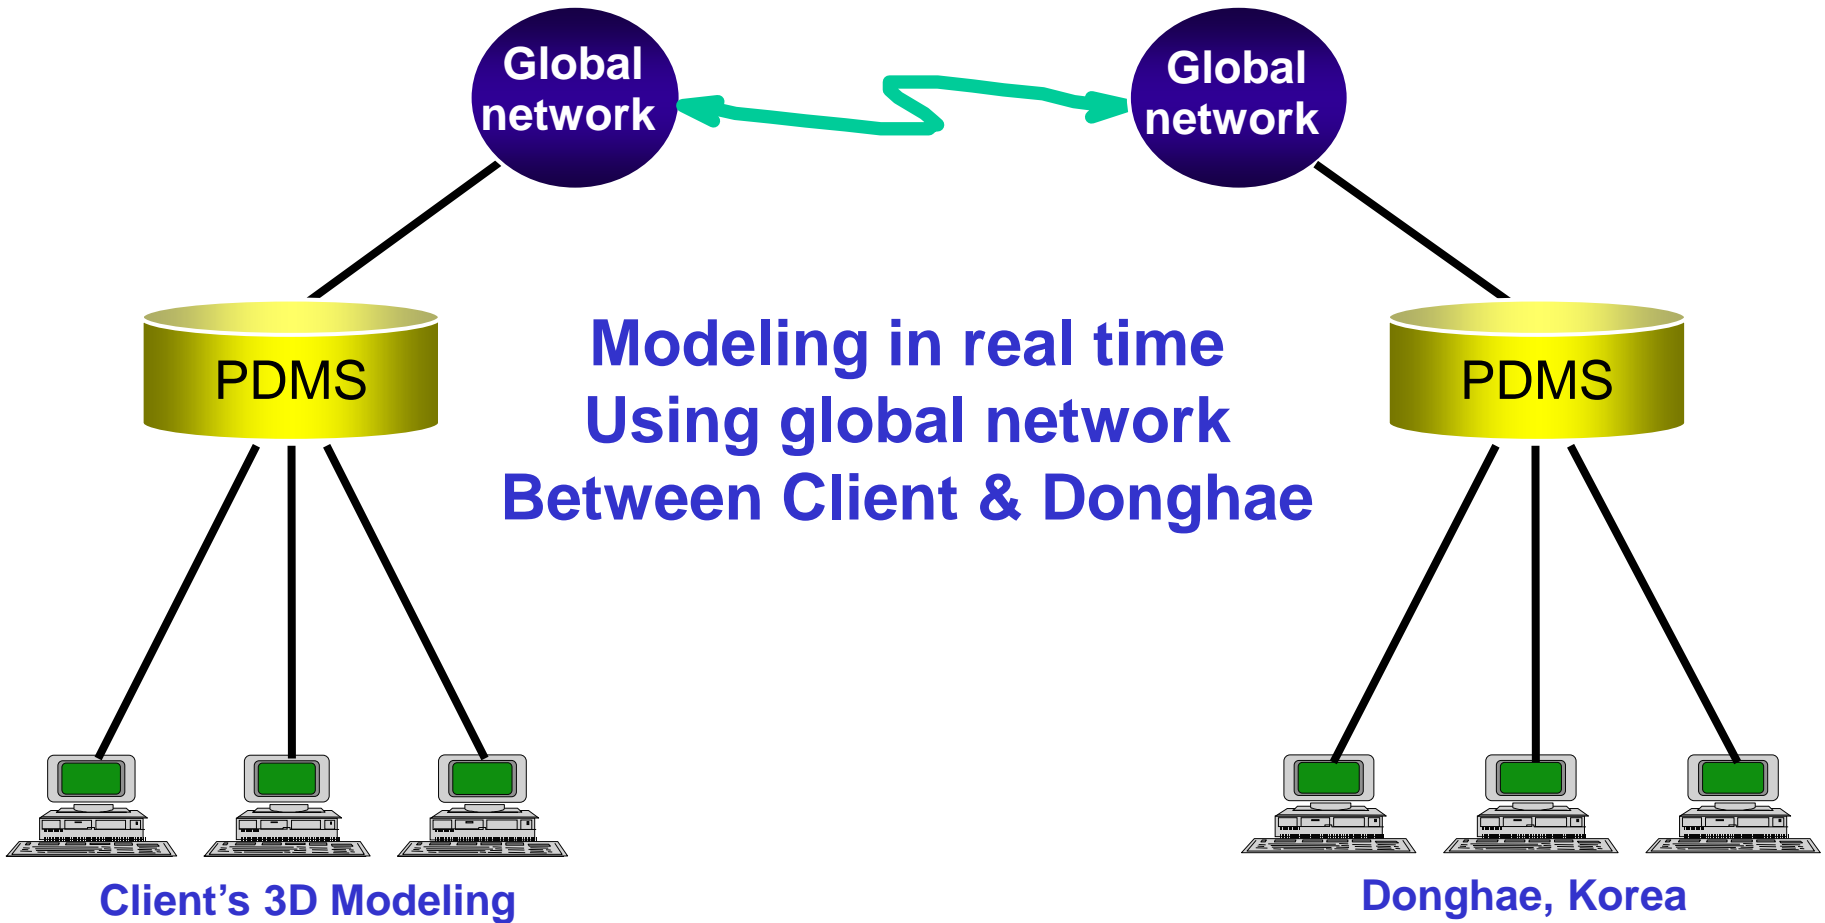 Global
network
Global
network
PDMS
Modeling in real time
Using global network
Between Client & Donghae
PDMS
Client’s 3D Modeling
Donghae, Korea